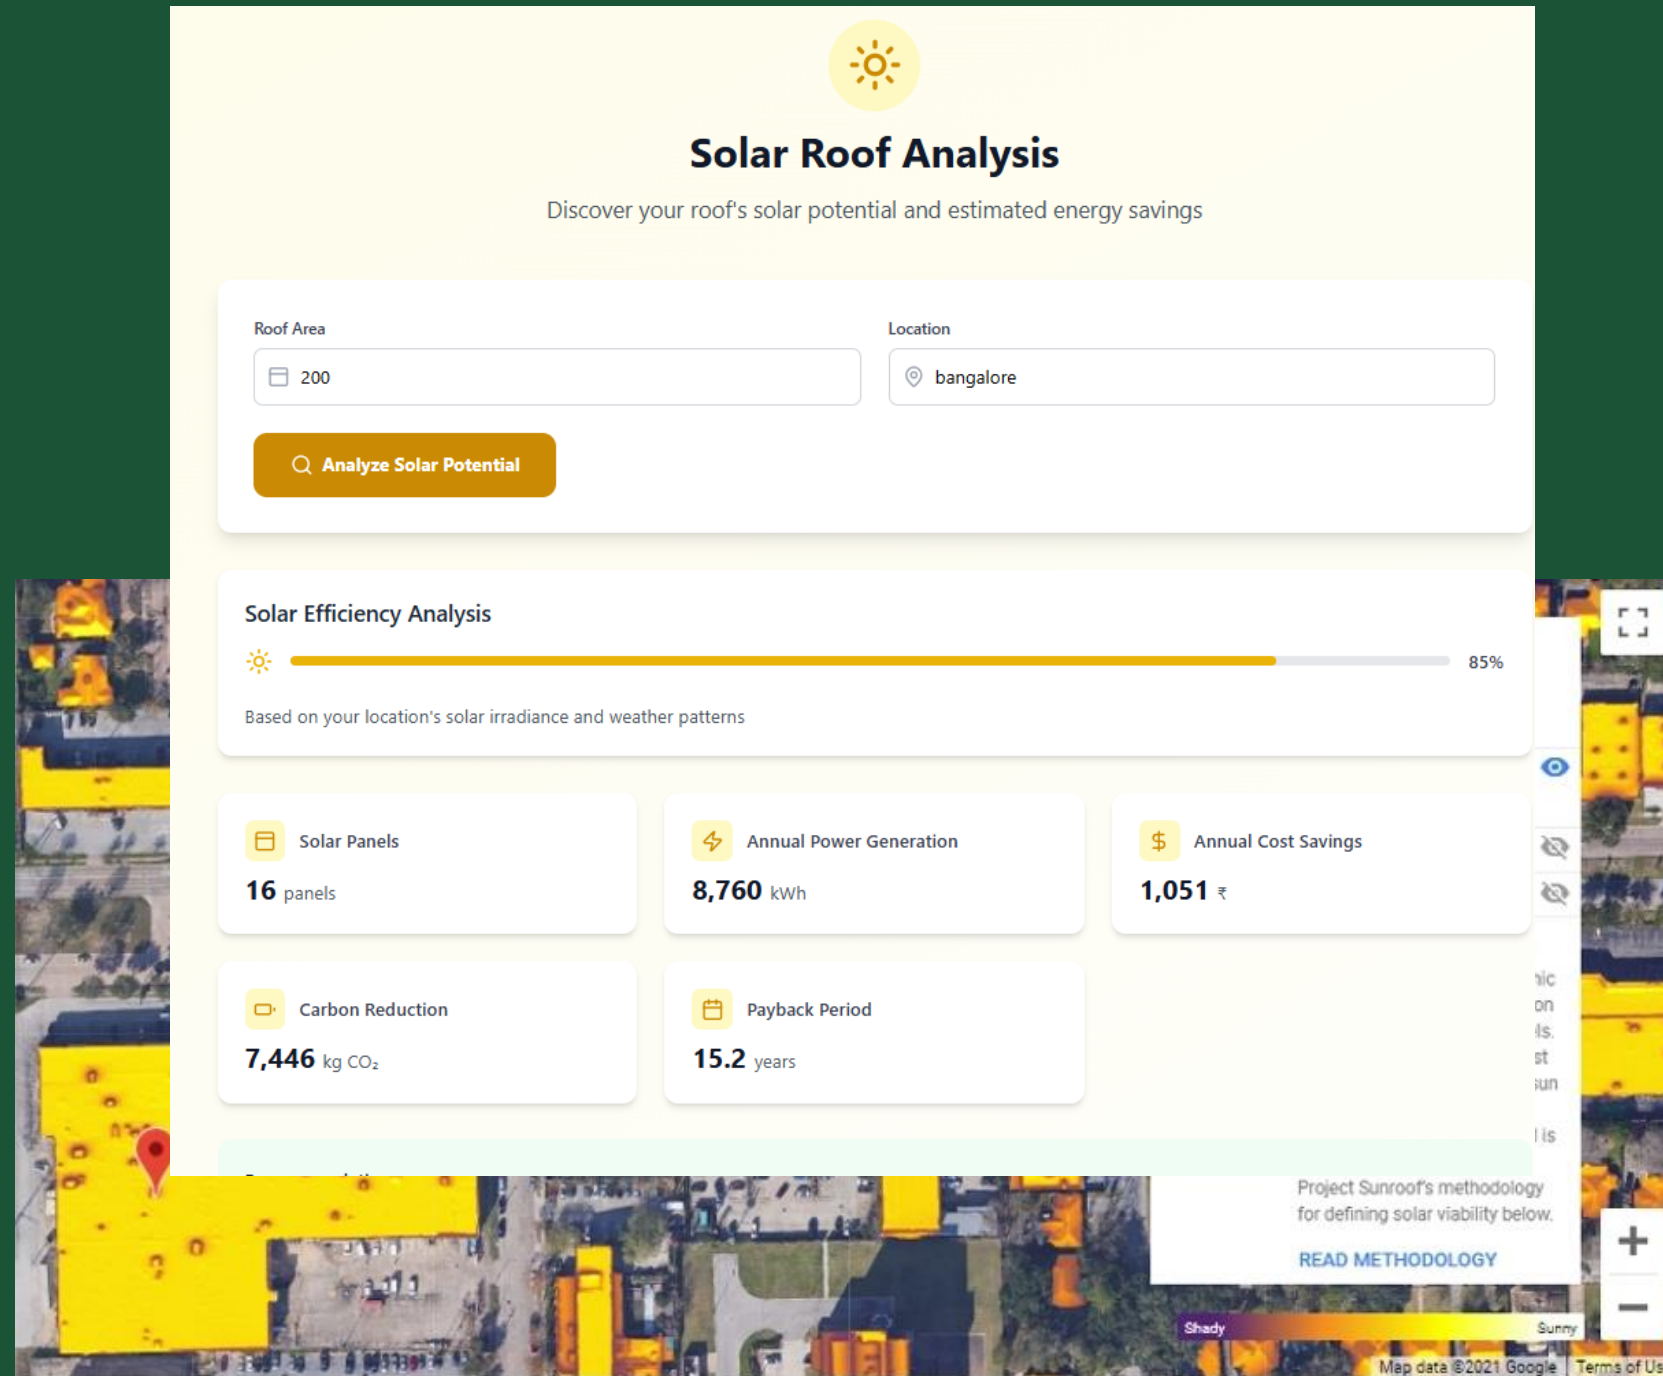 Solar Roof Analysis
Discover your roof's solar potential and estimated energy savings
Roof Area
Location
200
bangalore
Analyze Solar Potential
Solar Efficiency Analysis
85%
Based on your location's solar irradiance and weather patterns
Solar Panels
16 panels
Annual Power Generation
8,760 kWh
Annual Cost Savings
1,051 ₹
Carbon Reduction
7,446 kg CO₂
Payback Period
15.2 years
Project Sunroof's methodology
for defining solar viability below.
READ METHODOLOGY
Shady
Sunny
Map data ©2021 Google
Terms of Us